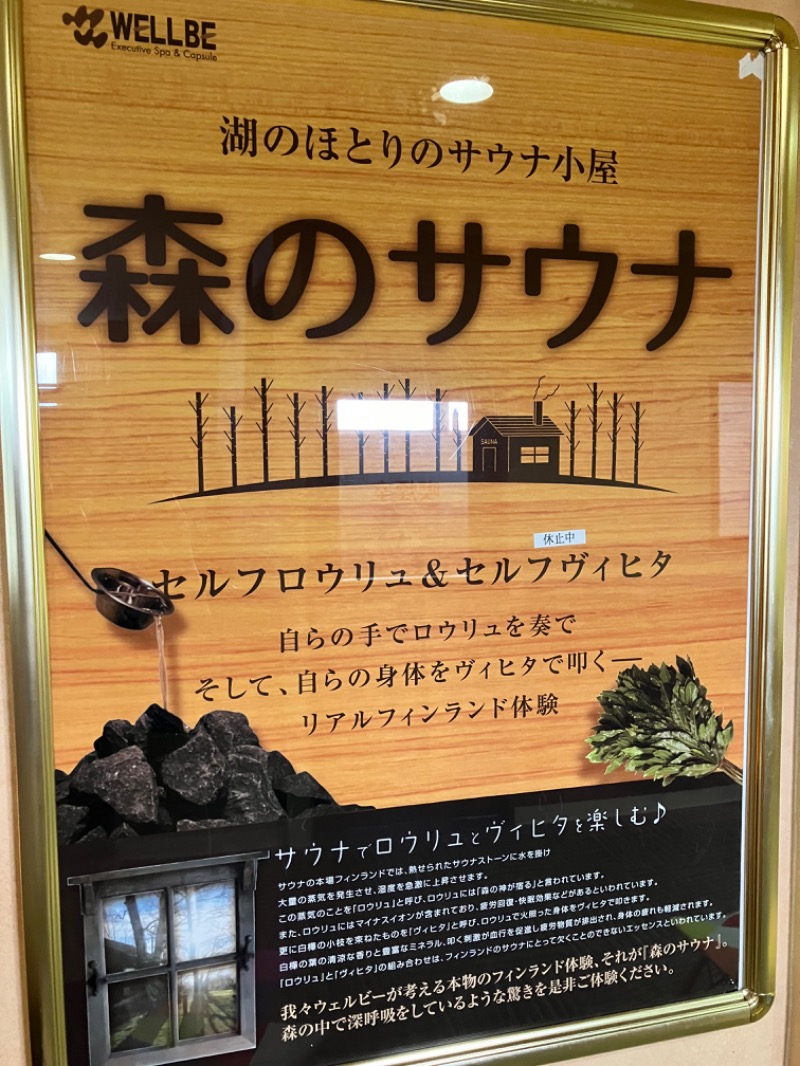 WELLBE
Executive Spa & Capsule
湖のほとりのサウナ小屋
森のサウナ
SAUNA
休止中
セルフロウリュ&セルフヴィヒタ
自らの手でロウリュを奏で
そして、自らの身体をヴィヒタで叩く―
リアルフィンランド体験
サウナでロウリュとヴィヒタを楽しむ♪
サウナの本場フィンランドでは、熱せられたサウナストーンに水を掛け
大量の蒸気を発生させ、湿度を急激に上昇させます。
この蒸気のことを「ロウリュ」と呼び、ロウリュには「森の神が宿る」と言われています。
また、ロウリュにはマイナスイオンが含まれており、疲労回復・快眠効果などがあるといわれています。
更に白樺の小枝を束ねたものを「ヴィヒタ」と呼び、ロウリュで火照った身体をヴィヒタで叩きます。
白樺の葉の清涼な香りと豊富なミネラル、叩く刺激が血行を促進し疲労物質が排出され、身体の疲れも軽減されます。
「ロウリュ」と「ヴィヒタ」の組み合わせは、フィンランドのサウナにとって欠くことのできないエッセンスといわれています。
我々ウェルビーが考える本物のフィンランド体験、それが『森のサウナ』。
森の中で深呼吸をしているような驚きを是非ご体験ください。